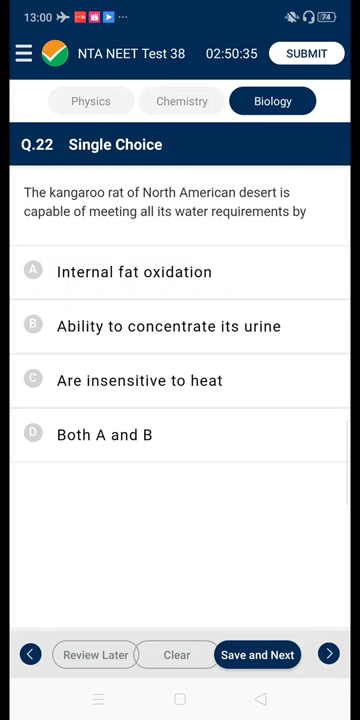 13:00 74
NTA NEET Test 38 02:50:35 SUBMIT
Physics Chemistry Biology
Q.22 Single Choice
The kangaroo rat of North American desert is
capable of meeting all its water requirements by
A Internal fat oxidation
B Ability to concentrate its urine
C Are insensitive to heat
D Both A and B
Review Later Clear Save and Next